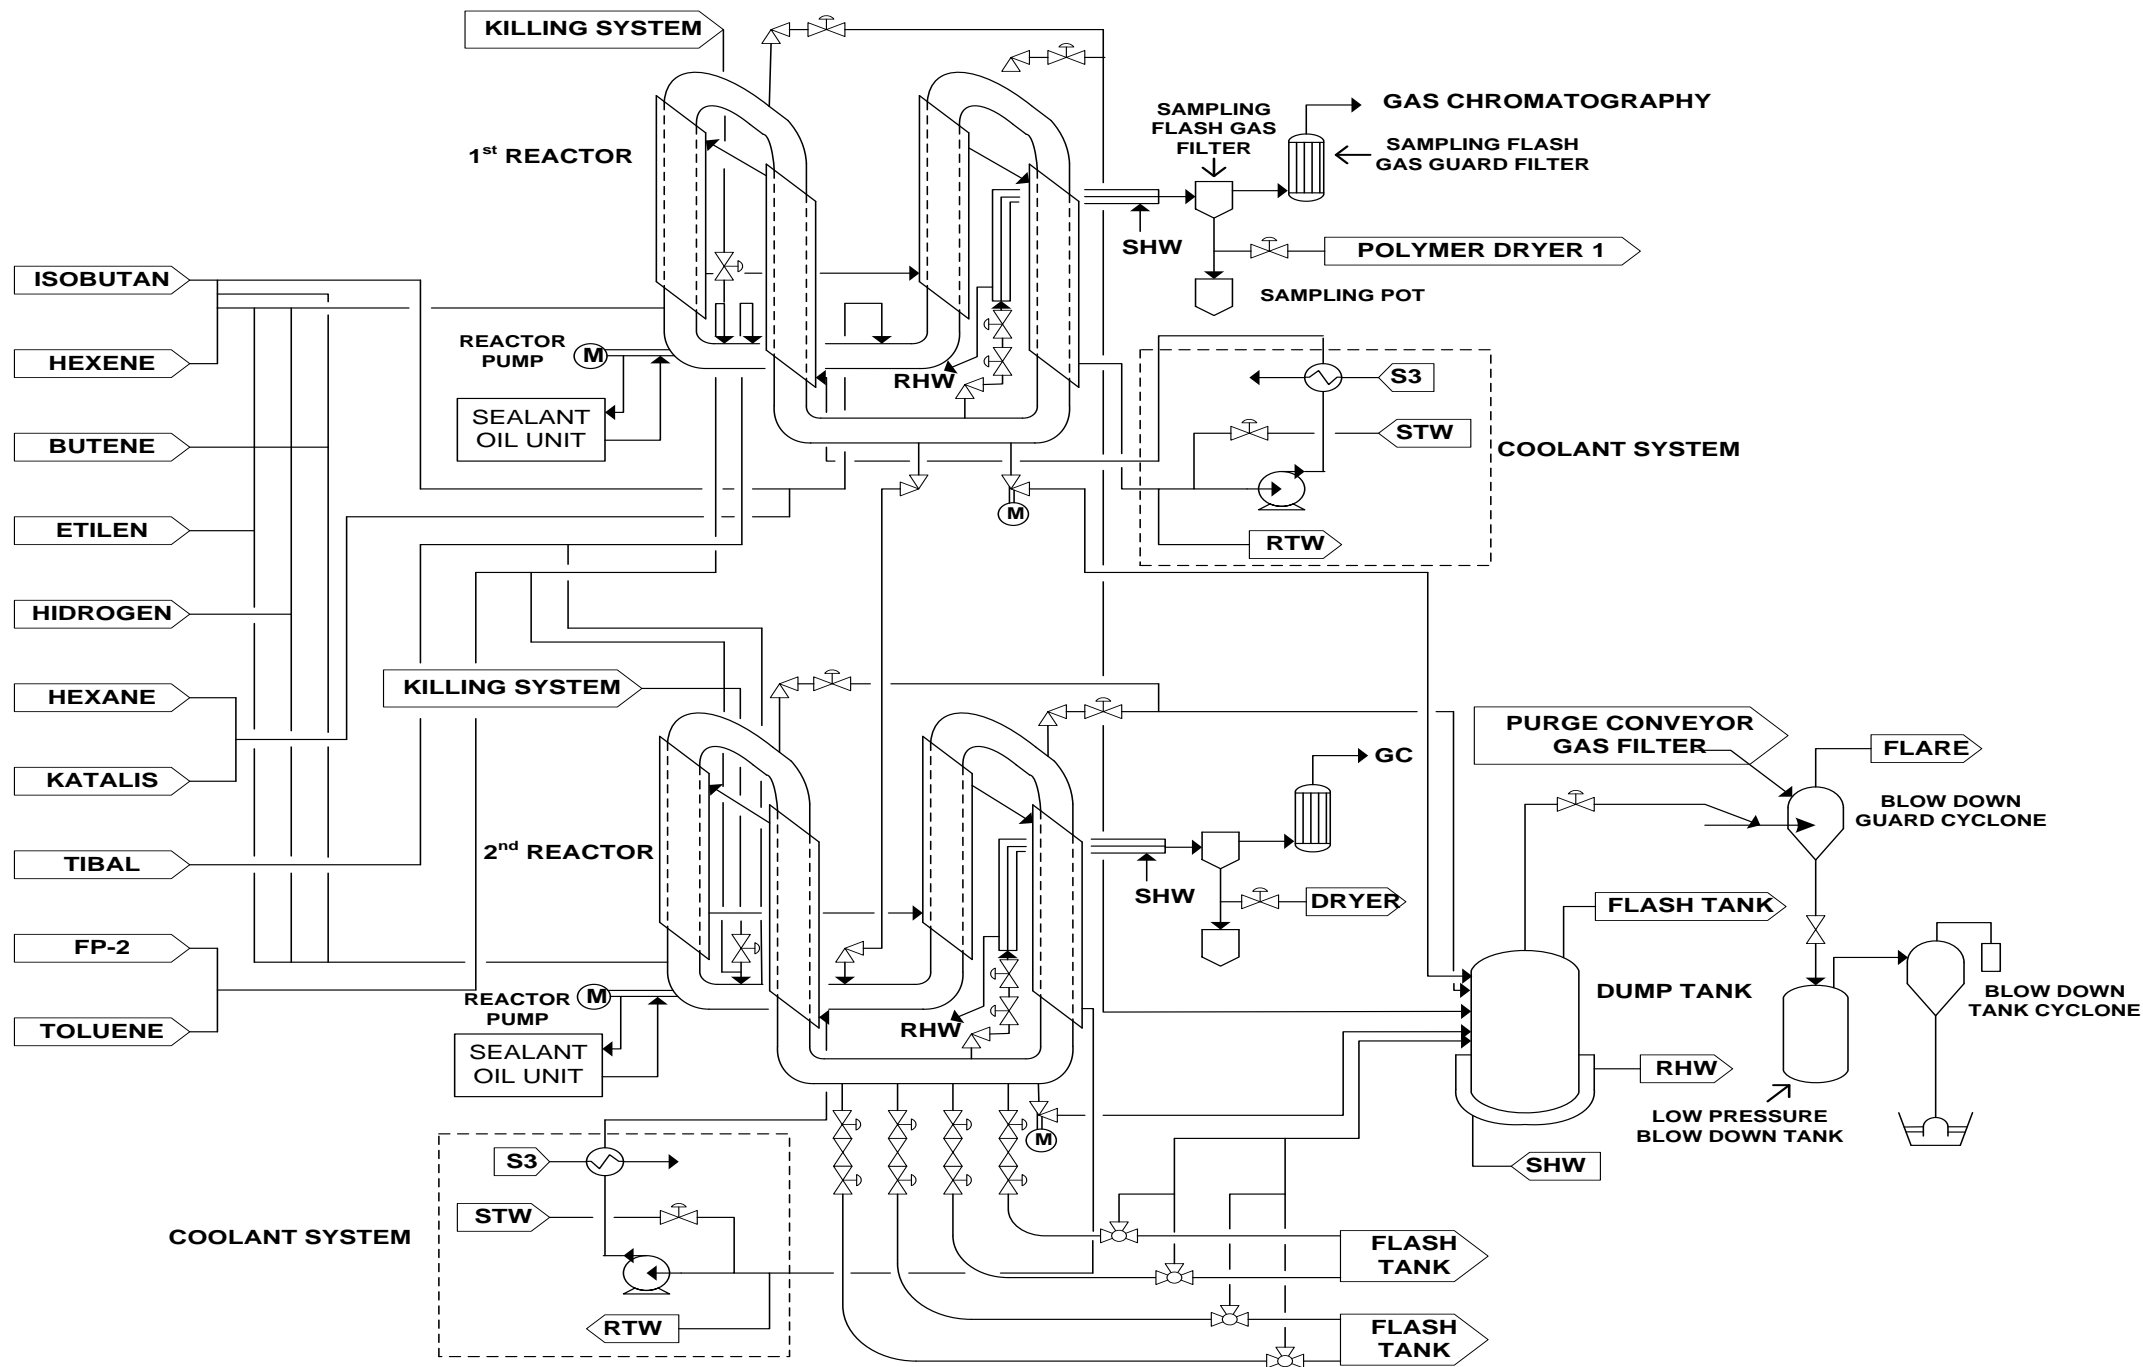 KILLING SYSTEM
GAS CHROMATOGRAPHY
SAMPLING
FLASH GAS
FILTER
SAMPLING FLASH
GAS GUARD FILTER
1st REACTOR
SHW
POLYMER DRYER 1
SAMPLING POT
ISOBUTAN
HEXENE
BUTENE
ETILEN
HIDROGEN
HEXANE
KATALIS
TIBAL
FP-2
TOLUENE
REACTOR
PUMP
M
SEALANT
OIL UNIT
RHW
M
S3
STW
RTW
COOLANT SYSTEM
KILLING SYSTEM
2nd REACTOR
GC
SHW
DRYER
REACTOR
PUMP
M
SEALANT
OIL UNIT
RHW
M
PURGE CONVEYOR
GAS FILTER
FLARE
BLOW DOWN
GUARD CYCLONE
FLASH TANK
DUMP TANK
BLOW DOWN
TANK CYCLONE
RHW
LOW PRESSURE
BLOW DOWN TANK
SHW
S3
STW
COOLANT SYSTEM
RTW
FLASH
TANK
FLASH
TANK